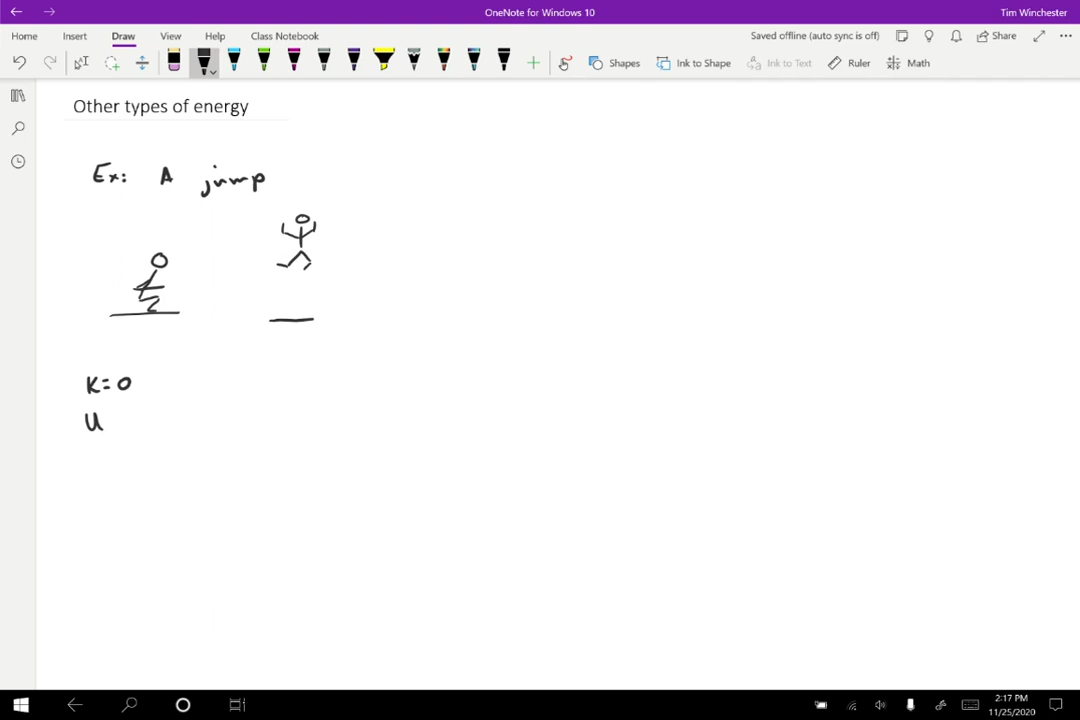 OneNote for Windows 10
Tim Winchester
Home Insert Draw View Help Class Notebook
Saved offline (auto sync is off) Share
Shapes Ink to Shape Ink to Text Ruler Math
Other types of energy
Ex: A jump
K=0
U
2:17 PM
11/25/2020